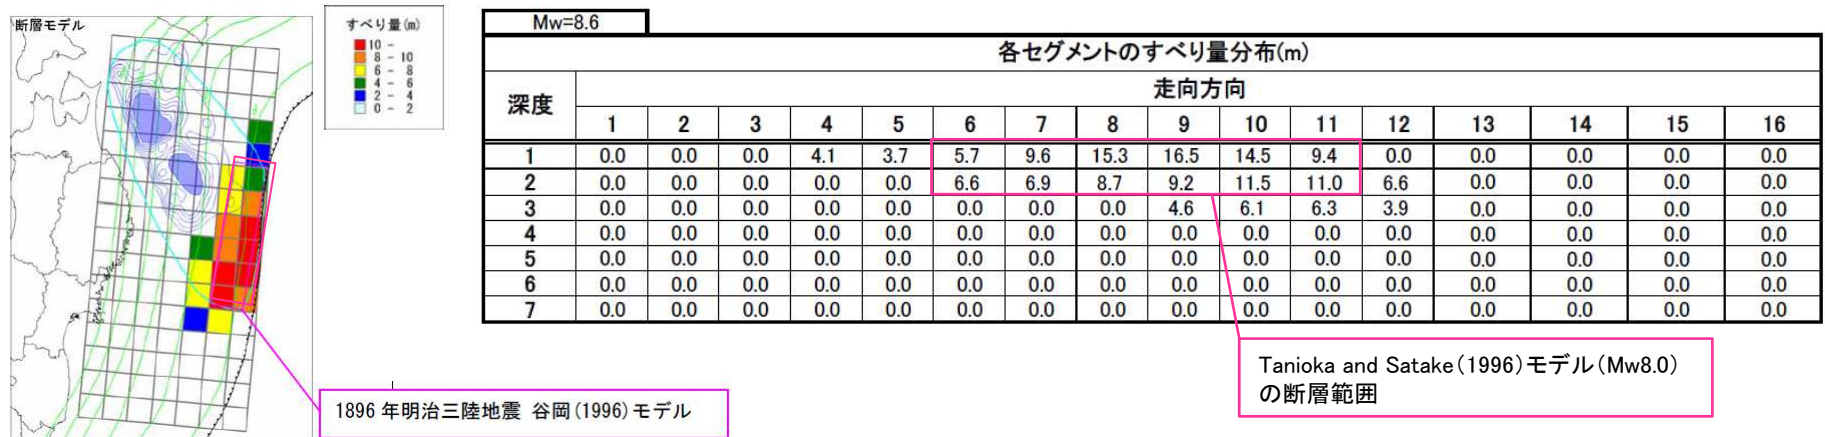 断層モデル
すべり量(m)
10 -
8 - 10
6 - 8
4 - 6
2 - 4
0 - 2
1896 年明治三陸地震 谷岡(1996)モデル
Mw=8.6
各セグメントのすべり量分布(m)
深度 走向方向
1 2 3 4 5 6 7 8 9 10 11 12 13 14 15 16
1 0.0 0.0 0.0 4.1 3.7 5.7 9.6 15.3 16.5 14.5 9.4 0.0 0.0 0.0 0.0 0.0
2 0.0 0.0 0.0 0.0 0.0 6.6 6.9 8.7 9.2 11.5 11.0 6.6 0.0 0.0 0.0 0.0
3 0.0 0.0 0.0 0.0 0.0 0.0 0.0 0.0 4.6 6.1 6.3 3.9 0.0 0.0 0.0 0.0
4 0.0 0.0 0.0 0.0 0.0 0.0 0.0 0.0 0.0 0.0 0.0 0.0 0.0 0.0 0.0 0.0
5 0.0 0.0 0.0 0.0 0.0 0.0 0.0 0.0 0.0 0.0 0.0 0.0 0.0 0.0 0.0 0.0
6 0.0 0.0 0.0 0.0 0.0 0.0 0.0 0.0 0.0 0.0 0.0 0.0 0.0 0.0 0.0 0.0
7 0.0 0.0 0.0 0.0 0.0 0.0 0.0 0.0 0.0 0.0 0.0 0.0 0.0 0.0 0.0 0.0
Tanioka and Satake(1996)モデル(Mw8.0)
の断層範囲